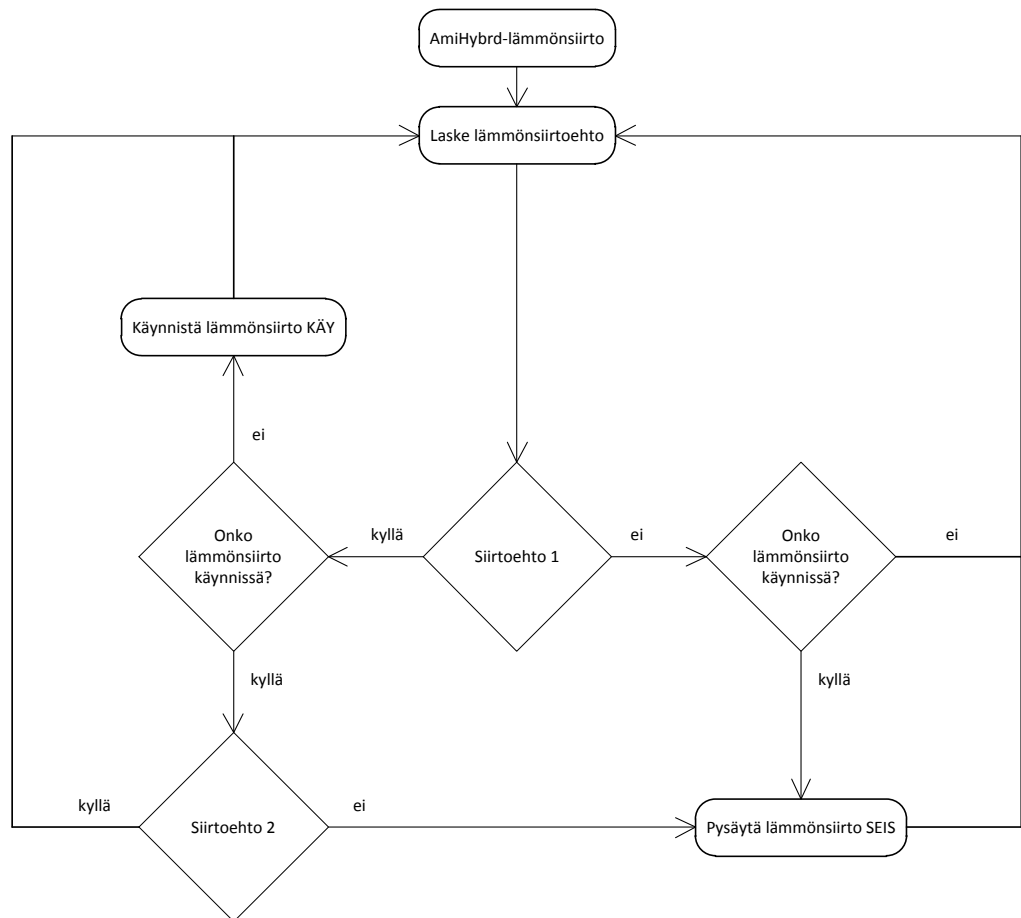 AmiHybrd-lämmönsiirto
Laske lämmönsiirtoehto
Käynnistä lämmönsiirto KÄY
ei
Onko
lämmönsiirto
käynnissä?
kyllä
Siirtoehto 1
ei
Onko
lämmönsiirto
käynnissä?
ei
kyllä
kyllä
kyllä
Siirtoehto 2
ei
Pysäytä lämmönsiirto SEIS